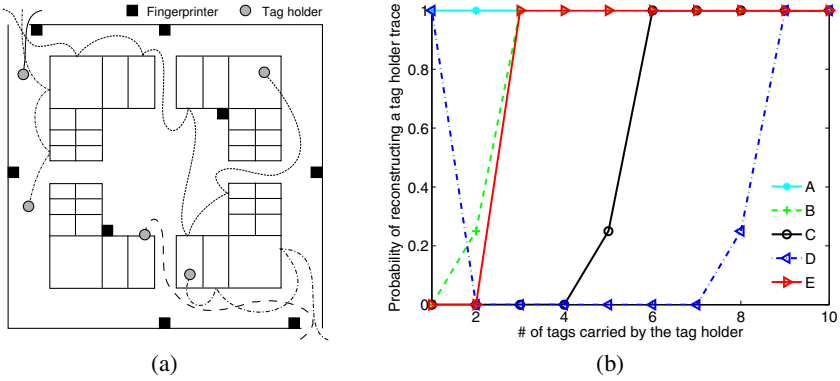 Fingerprinter Tag holder
(a)
Probability of reconstructing a tag holder trace
1
0.8
0.6
0.4
0.2
0
2 4 6 8 10
# of tags carried by the tag holder
A
B
C
D
E
(b)